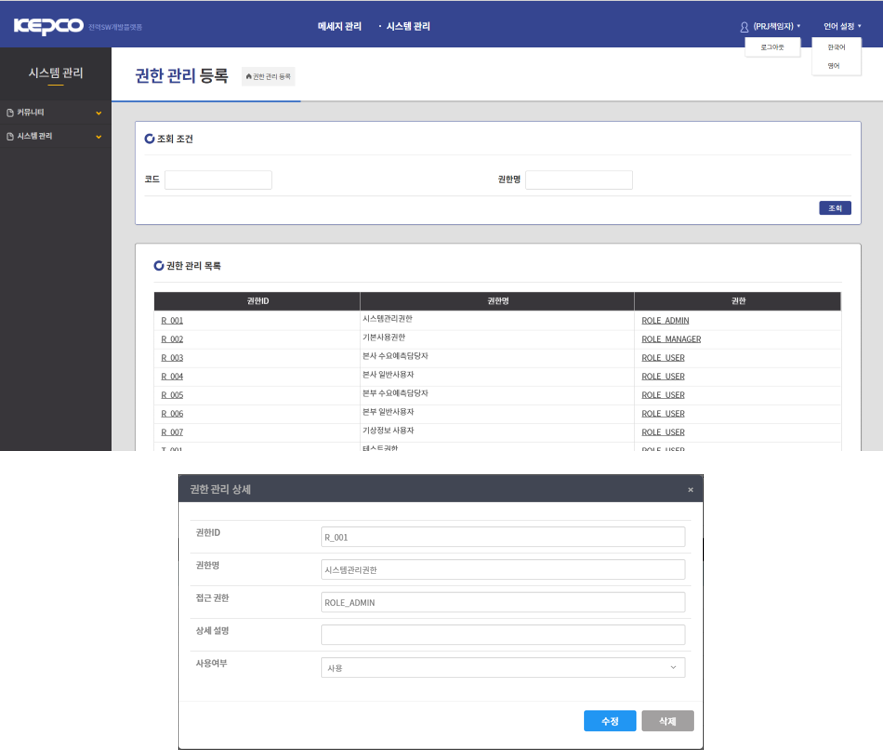 KEPCO 전력SW개발플랫폼
메세지 관리 · 시스템 관리
(PRJ책임자) 언어 설정
로그아웃 한국어
영어
시스템 관리
권한 관리 등록 권한 관리 등록
커뮤니티
시스템 관리
조회 조건
코드 권한명
조회
권한 관리 목록
권한ID 권한명 권한
R_001 시스템관리권한 ROLE_ADMIN
R_002 기본사용권한 ROLE_MANAGER
R_003 본사 수요예측담당자 ROLE_USER
R_004 본사 일반사용자 ROLE_USER
R_005 본부 수요예측담당자 ROLE_USER
R_006 본부 일반사용자 ROLE_USER
R_007 기상정보 사용자 ROLE_USER
T_001 테스트권한 ROLE_USER
권한 관리 상세 ×
권한ID R_001
권한명 시스템관리권한
접근 권한 ROLE_ADMIN
상세 설명
사용여부 사용
수정 삭제